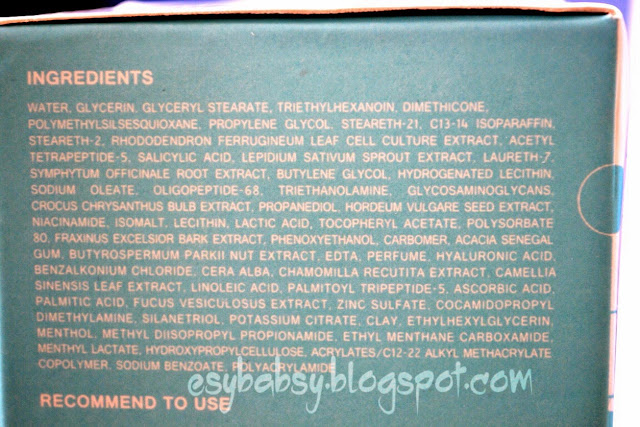 INGREDIENTS
WATER, GLYCERIN, GLYCERYL STEARATE, TRIETHYLHEXANOIN, DIMETHICONE,
POLYMETHYLSILSESQUIOXANE, PROPYLENE GLYCOL, STEARETH-21, C13-14 ISOPARAFFIN,
STEARETH-2, RHODODENDRON FERRUGINEUM LEAF CELL CULTURE EXTRACT, ACETYL
TETRAPEPTIDE-5, SALICYLIC ACID, LEPIDIUM SATIVUM SPROUT EXTRACT, LAURETH-7,
SYMPHYTUM OFFICINALE ROOT EXTRACT, BUTYLENE GLYCOL, HYDROGENATED LECITHIN,
SODIUM OLEATE, OLIGOPEPTIDE-68, TRIETHANOLAMINE, GLYCOSAMINOGLYCANS,
CROCUS CHRYSANTHUS BULB EXTRACT, PROPANEDIOL, HORDEUM VULGARE SEED EXTRACT,
NIACINAMIDE, ISOMALT, LECITHIN, LACTIC ACID, TOCOPHERYL ACETATE, POLYSORBATE
80, FRAXINUS EXCELSIOR BARK EXTRACT, PHENOXYETHANOL, CARBOMER, ACACIA SENEGAL
GUM, BUTYROSPERMUM PARKII NUT EXTRACT, EDTA, PERFUME, HYALURONIC ACID,
BENZALKONIUM CHLORIDE, CERA ALBA, CHAMOMILLA RECUTITA EXTRACT, CAMELLIA
SINENSIS LEAF EXTRACT, LINOLEIC ACID, PALMITOYL TRIPEPTIDE-5, ASCORBIC ACID,
PALMITIC ACID, FUCUS VESICULOSUS EXTRACT, ZINC SULFATE, COCAMIDOPROPYL
DIMETHYLAMINE, SILANETRIOL, POTASSIUM CITRATE, CLAY, ETHYLHEXYLGLYCERIN,
MENTHOL, METHYL DIISOPROPYL PROPIONAMIDE, ETHYL MENTHANE CARBOXAMIDE,
MENTHYL LACTATE, HYDROXYPROPYLCELLULOSE, ACRYLATES/C12-22 ALKYL METHACRYLATE
COPOLYMER, SODIUM BENZOATE, POLYACRYLAMIDE
esybabsy.blogspot.com
RECOMMEND TO USE